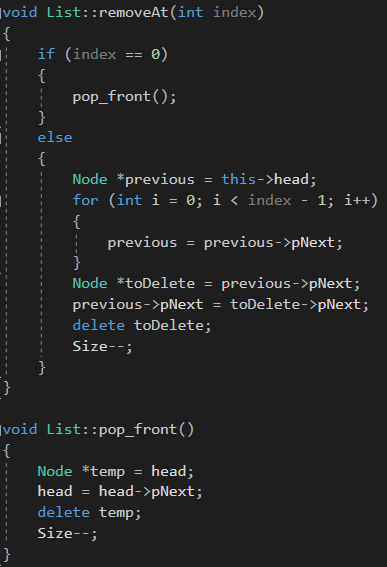 void List::removeAt(int index)
{
    if (index == 0)
    {
        pop_front();
    }
    else
    {
        Node *previous = this->head;
        for (int i = 0; i < index - 1; i++)
        {
            previous = previous->pNext;
        }
        Node *toDelete = previous->pNext;
        previous->pNext = toDelete->pNext;
        delete toDelete;
        Size--;
    }
}

void List::pop_front()
{
    Node *temp = head;
    head = head->pNext;
    delete temp;
    Size--;
}